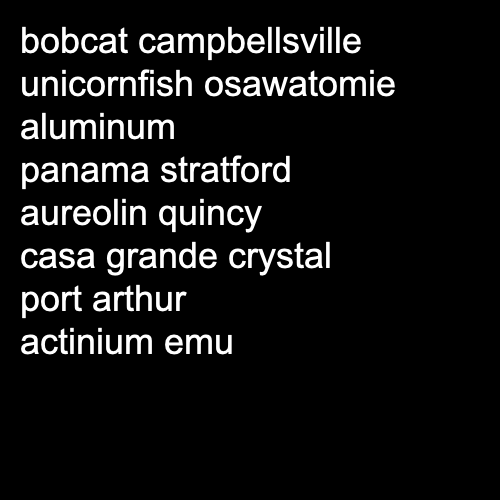 bobcat campbellsville
unicornfish osawatomie
aluminum
panama stratford
aureolin quincy
casa grande crystal
port arthur
actinium emu